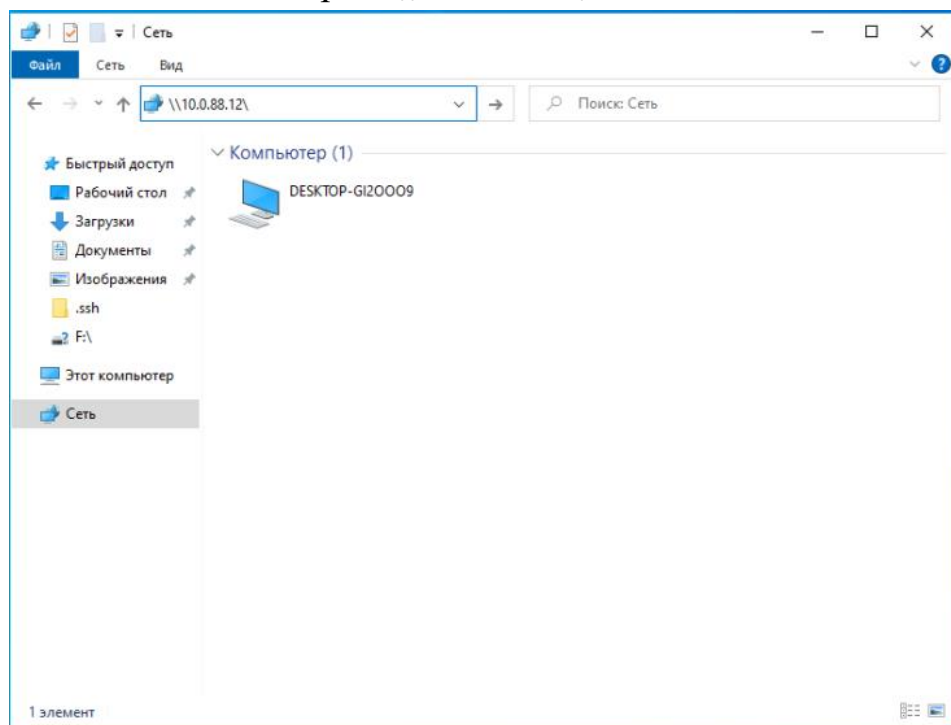 Сеть
Файл Сеть Вид
\\10.0.88.12\ Поиск: Сеть
Быстрый доступ
Рабочий стол
Загрузки
Документы
Изображения
.ssh
F:\
Этот компьютер
Сеть
Компьютер (1)
DESKTOP-GI2OOO9
1 элемент